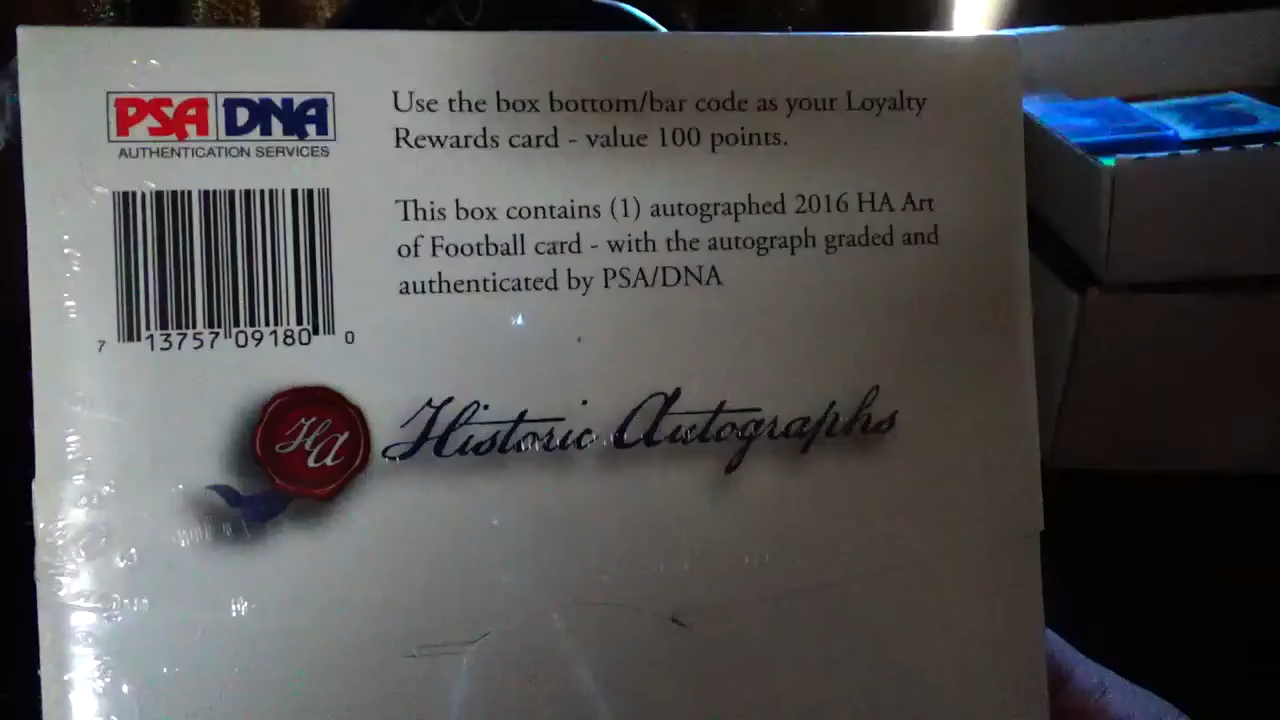 PSA DNA
AUTHENTICATION SERVICES
Use the box bottom/bar code as your Loyalty
Rewards card - value 100 points.
This box contains (1) autographed 2016 HA Art
of Football card - with the autograph graded and
authenticated by PSA/DNA
7 13757 09180 0
HA Historic Autographs